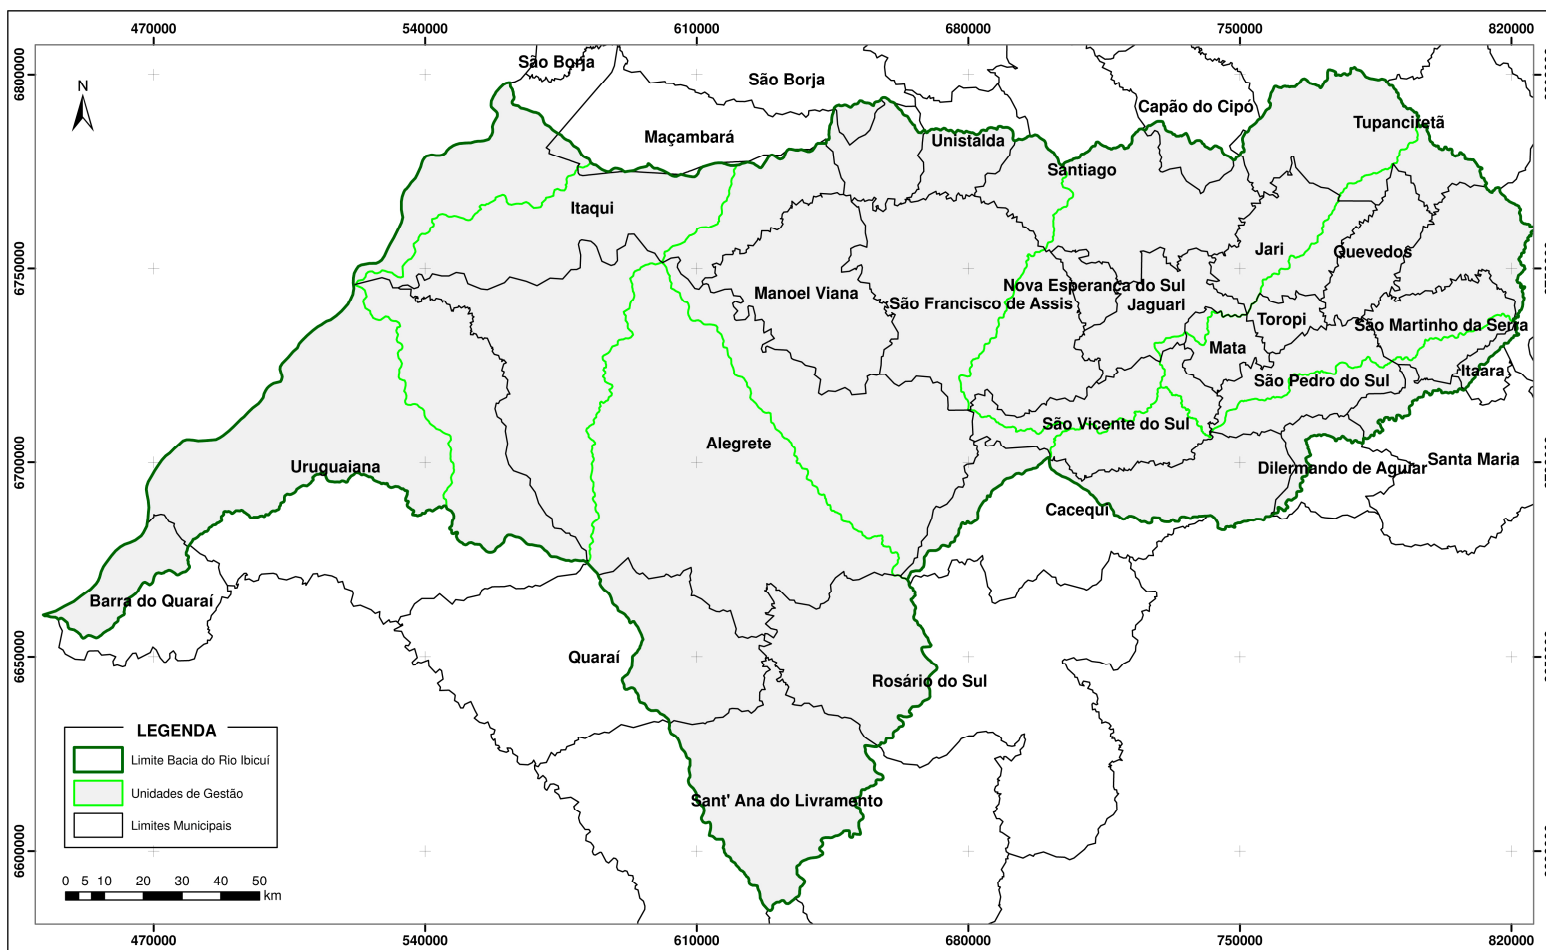 470000 540000 610000 680000 750000 820000
São Borja
6800000
São Borja
N
Capão do Cipó
Tupanciretã
Maçambará
Unistalda
Santiago
Itaqui
Jari
Quevedos
6750000
Nova Esperança do Sul
Manoel Viana
São Francisco de Assis
Jaguari
Toropi
São Martinho da Serra
Mata
Itaara
São Pedro do Sul
São Vicente do Sul
Alegrete
6700000
Santa Maria
Uruguaiana
Dilermando de Aguiar
Cacequi
Barra do Quaraí
6650000
Quaraí
Rosário do Sul
LEGENDA
Limite Bacia do Rio Ibicuí
Unidades de Gestão
Limites Municipais
Sant' Ana do Livramento
6600000
0 5 10 20 30 40 50
km
470000 540000 610000 680000 750000 820000